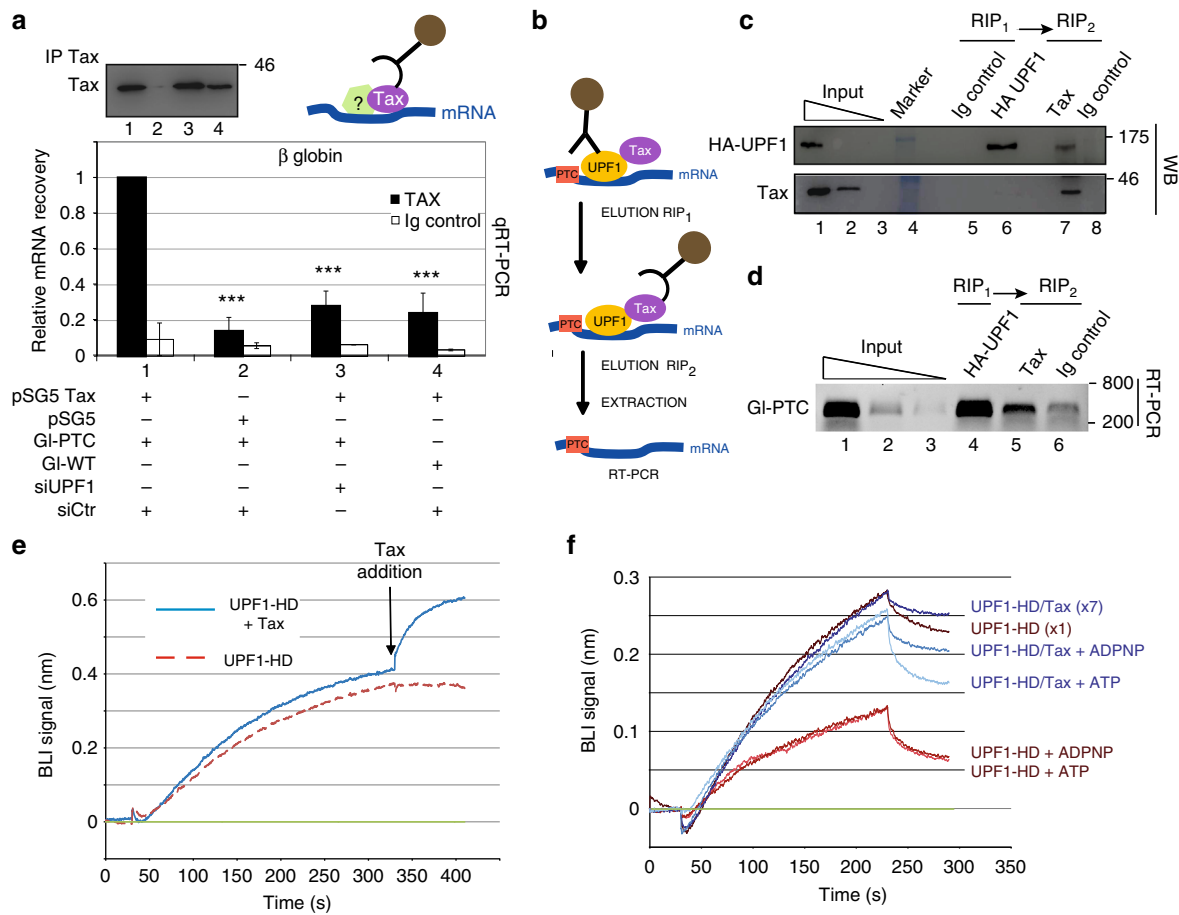 a
IP Tax
Tax
46
1 2 3 4
?
Tax
mRNA
β globin
TAX
Ig control
Relative mRNA recovery
qRT-PCR
1
0.8
0.6
0.4
0.2
0
***
***
***
1 2 3 4
pSG5 Tax + – + +
pSG5 – + – –
Gl-PTC + + + –
Gl-WT – – – +
siUPF1 – – + –
siCtr + + – +
b
PTC
UPF1
Tax
mRNA
ELUTION RIP1
PTC
UPF1
Tax
mRNA
ELUTION RIP2
EXTRACTION
PTC
mRNA
RT-PCR
c
RIP1 RIP2
Input
Marker
Ig control
HA UPF1
Tax
Ig control
HA-UPF1
175
Tax
46
WB
1 2 3 4 5 6 7 8
d
RIP1 RIP2
Input
HA-UPF1
Tax
Ig control
Gl-PTC
800
200
RT-PCR
1 2 3 4 5 6
e
Tax
addition
UPF1-HD
+ Tax
UPF1-HD
BLI signal (nm)
0.6
0.4
0.2
0
0 50 100 150 200 250 300 350 400
Time (s)
f
BLI signal (nm)
0.3
0.2
0.1
0
UPF1-HD/Tax (x7)
UPF1-HD (x1)
UPF1-HD/Tax + ADPNP
UPF1-HD/Tax + ATP
UPF1-HD + ADPNP
UPF1-HD + ATP
0 50 100 150 200 250 300 350
Time (s)